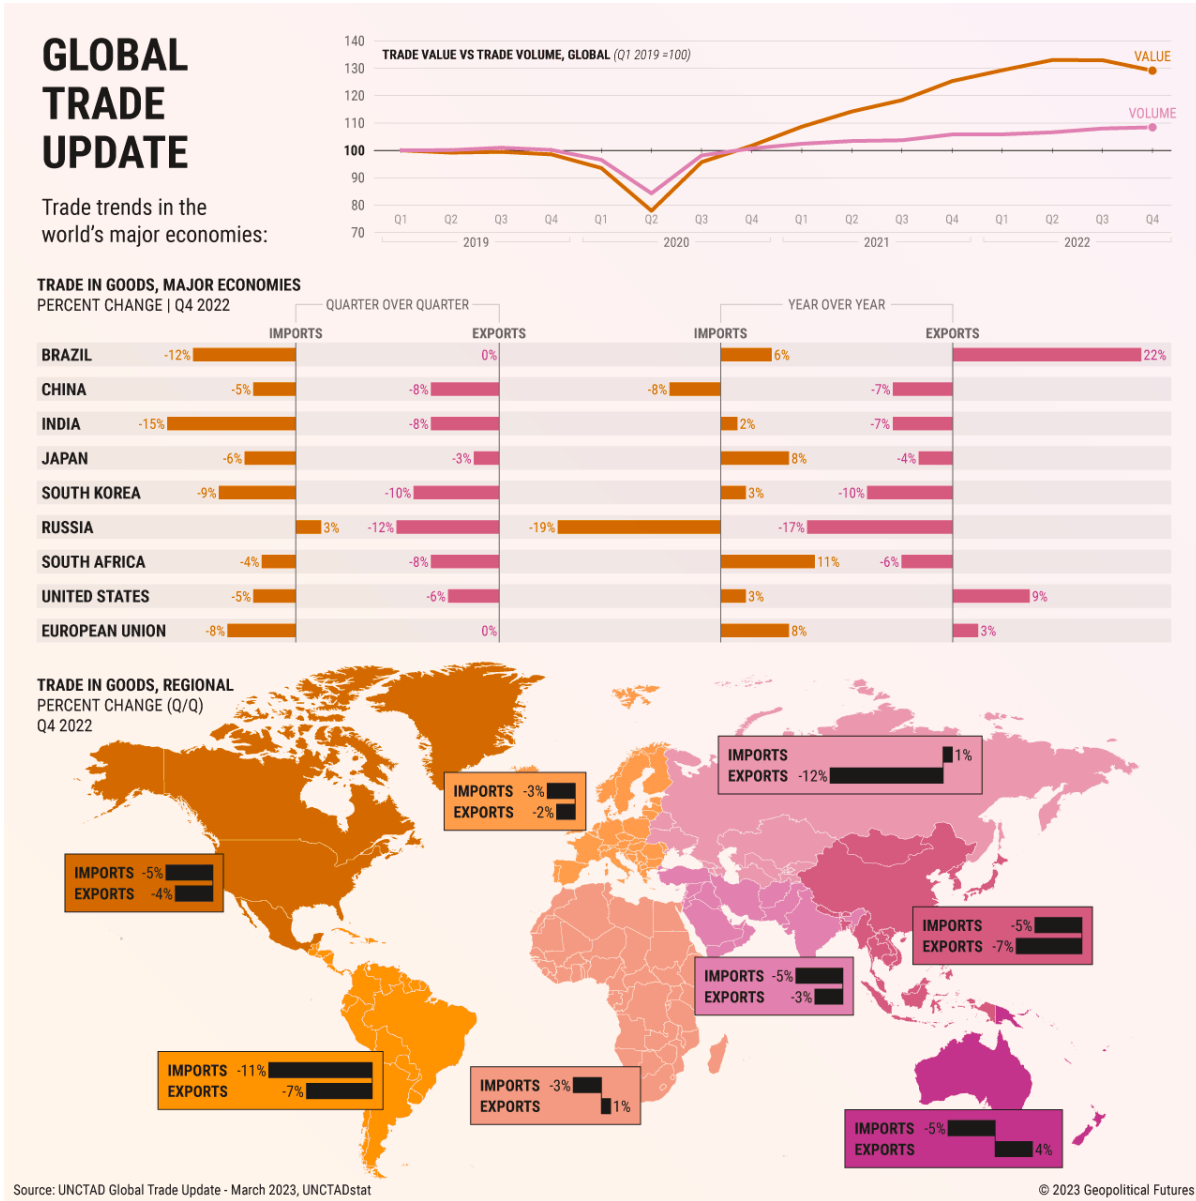 GLOBAL
TRADE
UPDATE
Trade trends in the
world's major economies:
TRADE VALUE VS TRADE VOLUME, GLOBAL (Q1 2019 =100)
140
130
120
110
100
90
80
70
VALUE
VOLUME
Q1 Q2 Q3 Q4 Q1 Q2 Q3 Q4 Q1 Q2 Q3 Q4 Q1 Q2 Q3 Q4
2019 2020 2021 2022
TRADE IN GOODS, MAJOR ECONOMIES
PERCENT CHANGE | Q4 2022
QUARTER OVER QUARTER YEAR OVER YEAR
IMPORTS EXPORTS IMPORTS EXPORTS
BRAZIL -12% 0% 6% 22%
CHINA -5% -8% -8% -7%
INDIA -15% -8% 2% -7%
JAPAN -6% -3% 8% -4%
SOUTH KOREA -9% -10% 3% -10%
RUSSIA 3% -12% -19% -17%
SOUTH AFRICA -4% -8% 11% -6%
UNITED STATES -5% -6% 3% 9%
EUROPEAN UNION -8% 0% 8% 3%
TRADE IN GOODS, REGIONAL
PERCENT CHANGE (Q/Q)
Q4 2022
IMPORTS 1%
EXPORTS -12%
IMPORTS -3%
EXPORTS -2%
IMPORTS -5%
EXPORTS -4%
IMPORTS -5%
EXPORTS -7%
IMPORTS -5%
EXPORTS -3%
IMPORTS -11%
EXPORTS -7%
IMPORTS -3%
EXPORTS 1%
IMPORTS -5%
EXPORTS 4%
Source: UNCTAD Global Trade Update - March 2023, UNCTADstat
© 2023 Geopolitical Futures